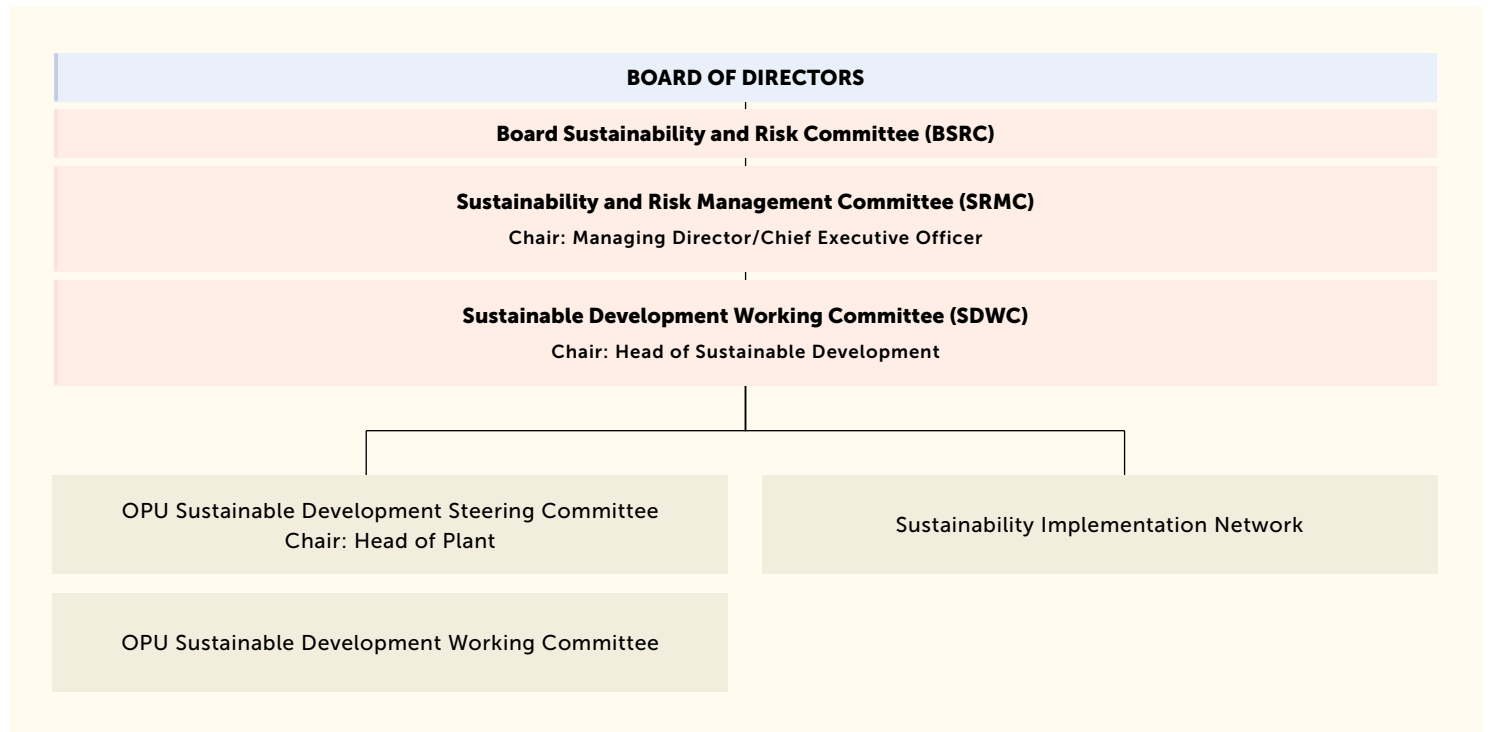 BOARD OF DIRECTORS
Board Sustainability and Risk Committee (BSRC)
Sustainability and Risk Management Committee (SRMC)
Chair: Managing Director/Chief Executive Officer
Sustainable Development Working Committee (SDWC)
Chair: Head of Sustainable Development
OPU Sustainable Development Steering Committee
Chair: Head of Plant
Sustainability Implementation Network
OPU Sustainable Development Working Committee